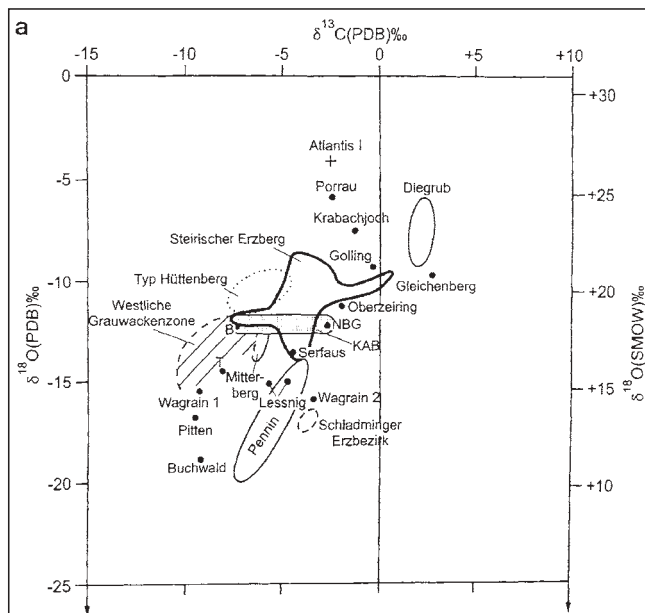 a
δ¹³C(PDB)‰
-15 -10 -5 0 +5 +10
0
-5
-10
-15
-20
-25
δ¹⁸O(PDB)‰
+30
+25
+20
+15
+10
δ¹⁸O(SMOW)‰
Atlantis I
Porrau
Diegrub
Krabachjoch
Steirischer Erzberg
Golling
Gleichenberg
Typ Hüttenberg
Oberzeiring
Westliche
Grauwackenzone
B
NBG
KAB
Serfaus
Mitter-
berg
Wagrain 1
Lessnig
Wagrain 2
Pitten
Pennin
Schladminger
Erzbezirk
Buchwald